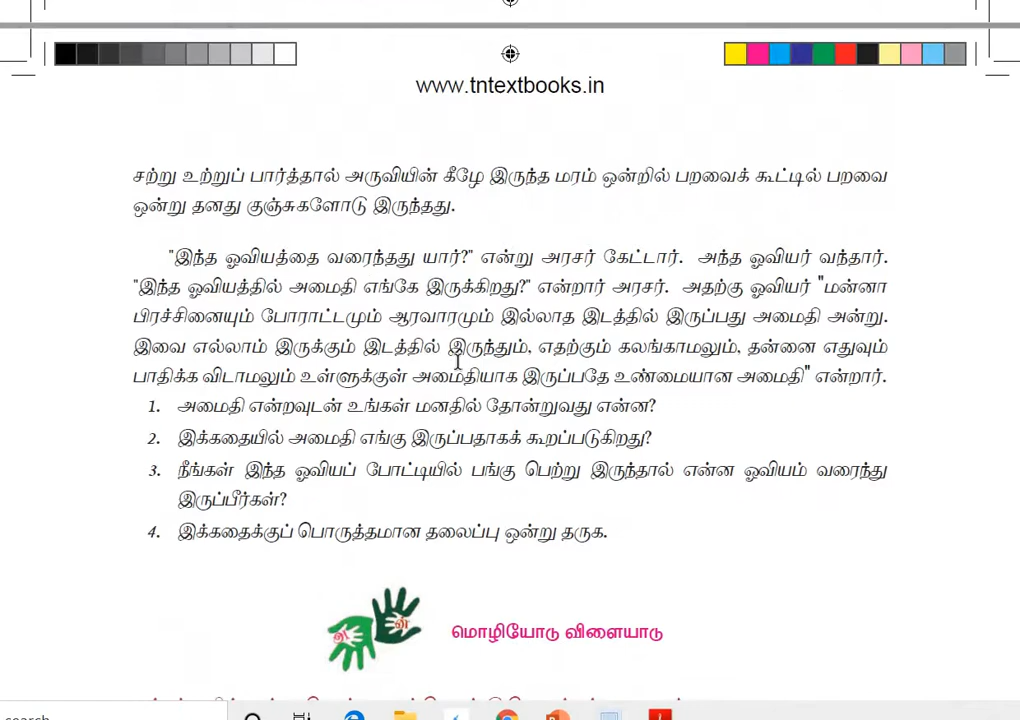 www.tntextbooks.in
சற்று உற்றுப் பார்த்தால் அருவியின் கீழே இருந்த மரம் ஒன்றில் பறவைக் கூட்டில் பறவை
ஒன்று தனது குஞ்சுகளோடு இருந்தது.
"இந்த ஓவியத்தை வரைந்தது யார்?" என்று அரசர் கேட்டார். அந்த ஓவியர் வந்தார்.
"இந்த ஓவியத்தில் அமைதி எங்கே இருக்கிறது?" என்றார் அரசர். அதற்கு ஓவியர் "மன்னா
பிரச்சினையும் போராட்டமும் ஆரவாரமும் இல்லாத இடத்தில் இருப்பது அமைதி அன்று.
இவை எல்லாம் இருக்கும் இடத்தில் இருந்தும், எதற்கும் கலங்காமலும், தன்னை எதுவும்
பாதிக்க விடாமலும் உள்ளுக்குள் அமைதியாக இருப்பதே உண்மையான அமைதி" என்றார்.
1. அமைதி என்றவுடன் உங்கள் மனதில் தோன்றுவது என்ன?
2. இக்கதையில் அமைதி எங்கு இருப்பதாகக் கூறப்படுகிறது?
3. நீங்கள் இந்த ஓவியப் போட்டியில் பங்கு பெற்று இருந்தால் என்ன ஓவியம் வரைந்து
இருப்பீர்கள்?
4. இக்கதைக்குப் பொருத்தமான தலைப்பு ஒன்று தருக.
மொழியோடு விளையாடு
search